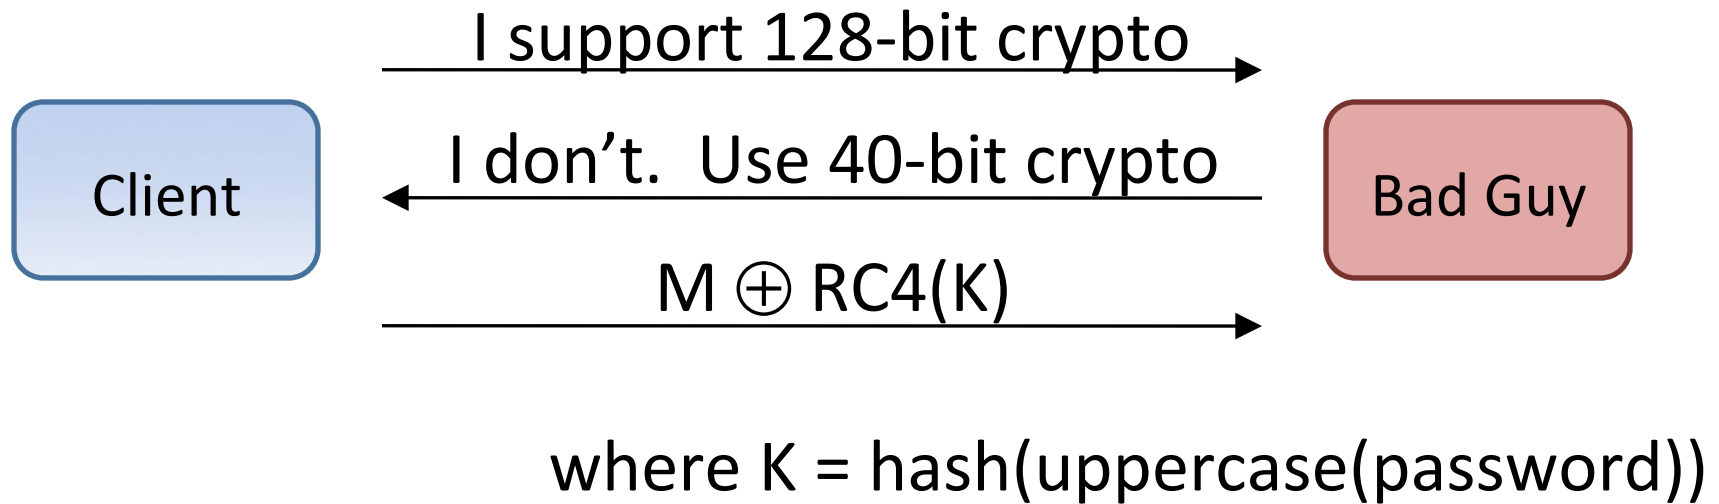 I support 128-bit crypto
I don’t.  Use 40-bit crypto
Client
Bad Guy
M ⊕ RC4(K)
where K = hash(uppercase(password))